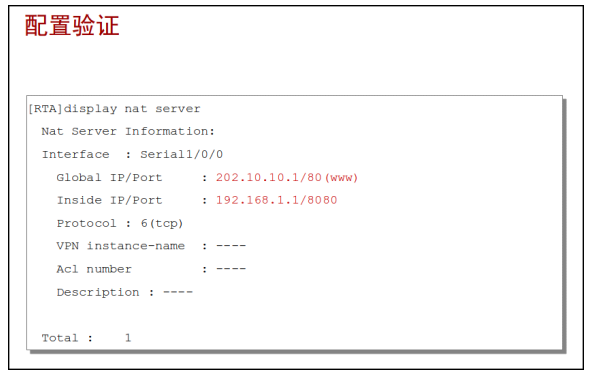 配置验证
[RTA]display nat server
Nat Server Information:
Interface : Serial1/0/0
Global IP/Port : 202.10.10.1/80(www)
Inside IP/Port : 192.168.1.1/8080
Protocol : 6(tcp)
VPN instance-name : ----
Acl number : ----
Description : ----
Total : 1